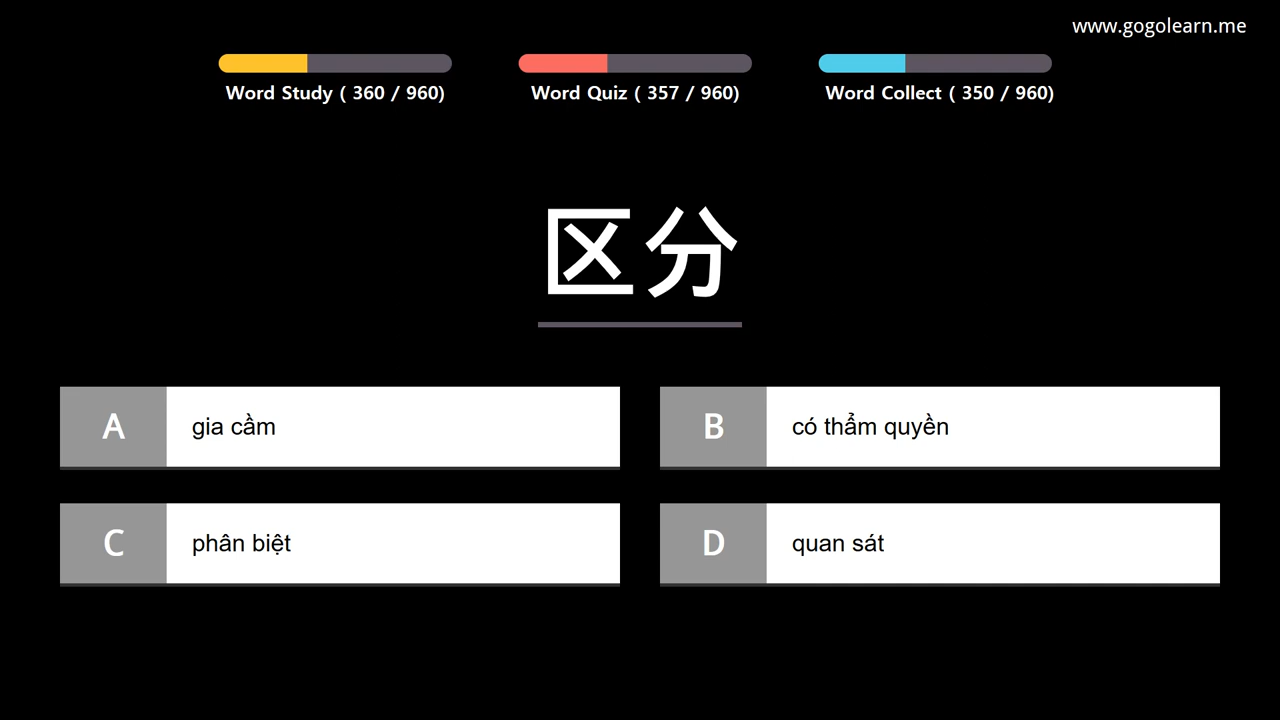 www.gogolearn.me
Word Study ( 360 / 960)
Word Quiz ( 357 / 960)
Word Collect ( 350 / 960)
区分
A gia cầm
B có thẩm quyền
C phân biệt
D quan sát